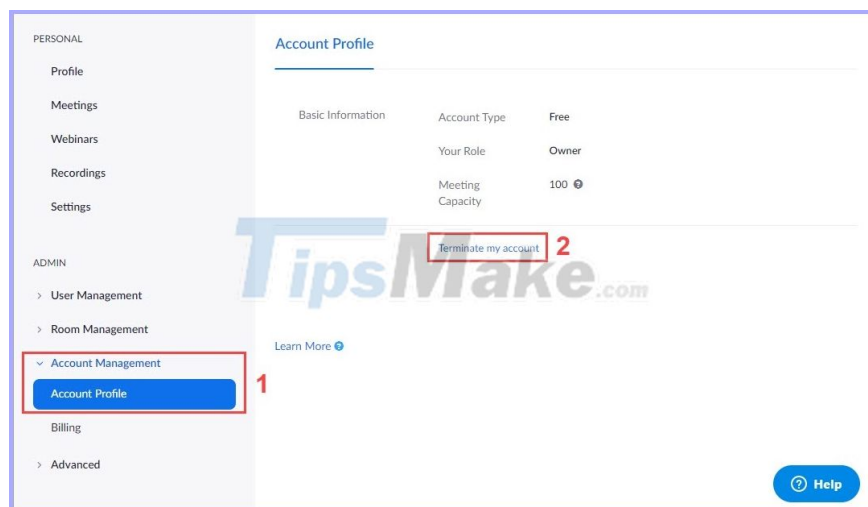 PERSONAL
Profile
Meetings
Webinars
Recordings
Settings
ADMIN
> User Management
> Room Management
Account Management
Account Profile
Billing
> Advanced
1
Account Profile
Basic Information
Account Type Free
Your Role Owner
Meeting Capacity 100
Terminate my account
2
TipsMake.com
Learn More
Help